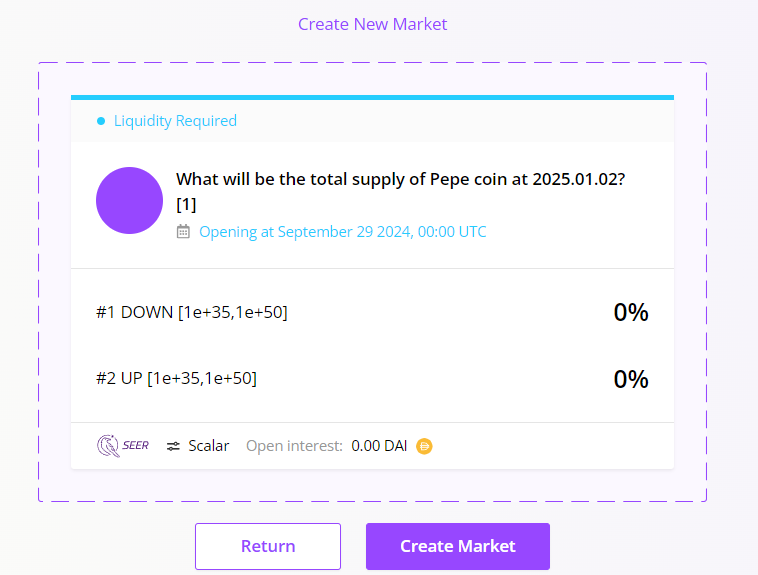 Create New Market
Liquidity Required
What will be the total supply of Pepe coin at 2025.01.02?
[1]
Opening at September 29 2024, 00:00 UTC
#1 DOWN [1e+35,1e+50]
0%
#2 UP [1e+35,1e+50]
0%
SEER Scalar Open interest: 0.00 DAI
Return
Create Market